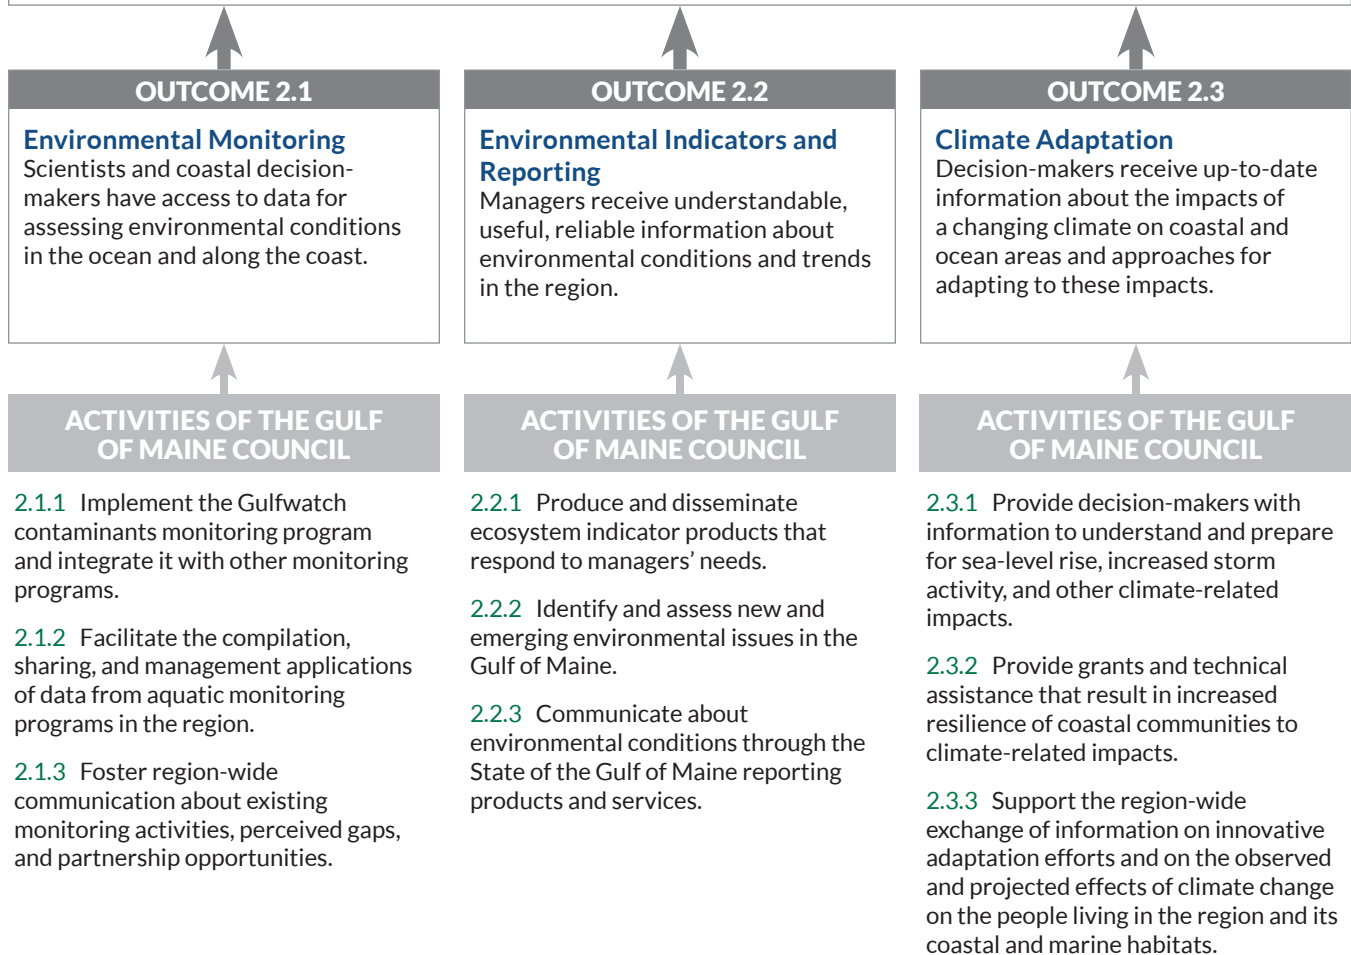 OUTCOME 2.1
Environmental Monitoring
Scientists and coastal decision-
makers have access to data for
assessing environmental conditions
in the ocean and along the coast.
OUTCOME 2.2
Environmental Indicators and
Reporting
Managers receive understandable,
useful, reliable information about
environmental conditions and trends
in the region.
OUTCOME 2.3
Climate Adaptation
Decision-makers receive up-to-date
information about the impacts of
a changing climate on coastal and
ocean areas and approaches for
adapting to these impacts.
ACTIVITIES OF THE GULF
OF MAINE COUNCIL
2.1.1 Implement the Gulfwatch
contaminants monitoring program
and integrate it with other monitoring
programs.
2.1.2 Facilitate the compilation,
sharing, and management applications
of data from aquatic monitoring
programs in the region.
2.1.3 Foster region-wide
communication about existing
monitoring activities, perceived gaps,
and partnership opportunities.
ACTIVITIES OF THE GULF
OF MAINE COUNCIL
2.2.1 Produce and disseminate
ecosystem indicator products that
respond to managers’ needs.
2.2.2 Identify and assess new and
emerging environmental issues in the
Gulf of Maine.
2.2.3 Communicate about
environmental conditions through the
State of the Gulf of Maine reporting
products and services.
ACTIVITIES OF THE GULF
OF MAINE COUNCIL
2.3.1 Provide decision-makers with
information to understand and prepare
for sea-level rise, increased storm
activity, and other climate-related
impacts.
2.3.2 Provide grants and technical
assistance that result in increased
resilience of coastal communities to
climate-related impacts.
2.3.3 Support the region-wide
exchange of information on innovative
adaptation efforts and on the observed
and projected effects of climate change
on the people living in the region and its
coastal and marine habitats.